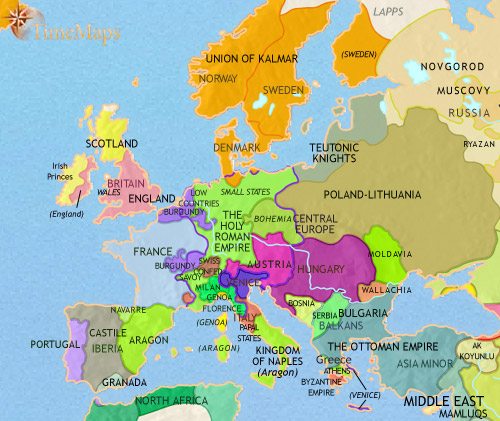 TimeMaps
LAPPS
UNION OF KALMAR
(SWEDEN)
NORWAY
SWEDEN
NOVGOROD
MUSCOVY
RUSSIA
RYAZAN
SCOTLAND
DENMARK
TEUTONIC
KNIGHTS
Irish
Princes
BRITAIN
WALES
ENGLAND
(England)
LOW
COUNTRIES
BURGUNDY
SMALL STATES
POLAND-LITHUANIA
THE
HOLY
ROMAN
EMPIRE
BOHEMIA
CENTRAL
EUROPE
FRANCE
BURGUNDY
SWISS
CONFED
SAVOY
AUSTRIA
HUNGARY
MOLDAVIA
MILAN
VENICE
GENOA
FLORENCE
WALLACHIA
BOSNIA
NAVARRE
(GENOA)
ITALY
PAPAL
STATES
SERBIA
BULGARIA
BALKANS
PORTUGAL
CASTILE
IBERIA
ARAGON
(ARAGON)
KINGDOM
OF NAPLES
(Aragon)
THE OTTOMAN EMPIRE
Greece
ATHENS
BYZANTINE
EMPIRE
ASIA MINOR
AK
KOYUNLU
GRANADA
(VENICE)
NORTH AFRICA
MIDDLE EAST
MAMLUQS